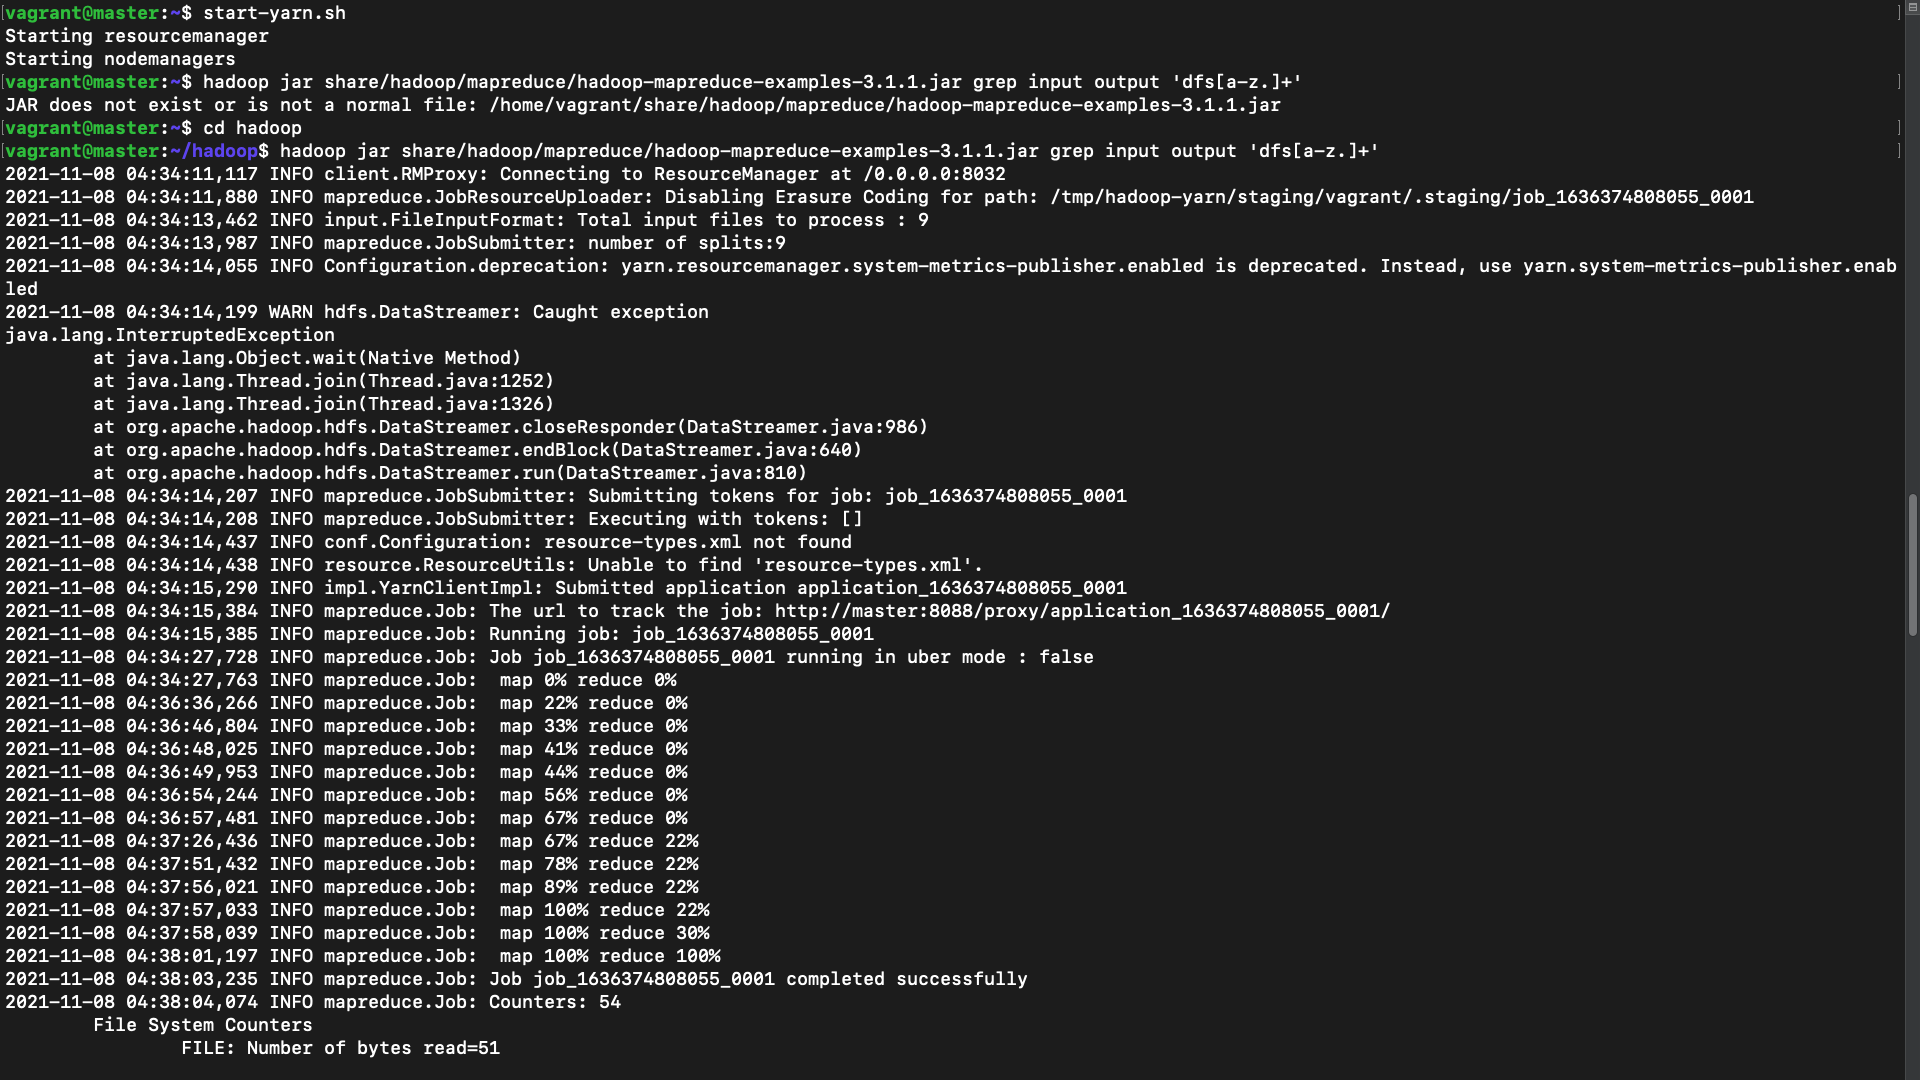 [vagrant@master:~$ start-yarn.sh ]
Starting resourcemanager
Starting nodemanagers
[vagrant@master:~$ hadoop jar share/hadoop/mapreduce/hadoop-mapreduce-examples-3.1.1.jar grep input output 'dfs[a-z.]+' ]
JAR does not exist or is not a normal file: /home/vagrant/share/hadoop/mapreduce/hadoop-mapreduce-examples-3.1.1.jar
[vagrant@master:~$ cd hadoop ]
[vagrant@master:~/hadoop$ hadoop jar share/hadoop/mapreduce/hadoop-mapreduce-examples-3.1.1.jar grep input output 'dfs[a-z.]+' ]
2021-11-08 04:34:11,117 INFO client.RMProxy: Connecting to ResourceManager at /0.0.0.0:8032
2021-11-08 04:34:11,880 INFO mapreduce.JobResourceUploader: Disabling Erasure Coding for path: /tmp/hadoop-yarn/staging/vagrant/.staging/job_1636374808055_0001
2021-11-08 04:34:13,462 INFO input.FileInputFormat: Total input files to process : 9
2021-11-08 04:34:13,987 INFO mapreduce.JobSubmitter: number of splits:9
2021-11-08 04:34:14,055 INFO Configuration.deprecation: yarn.resourcemanager.system-metrics-publisher.enabled is deprecated. Instead, use yarn.system-metrics-publisher.enab
led
2021-11-08 04:34:14,199 WARN hdfs.DataStreamer: Caught exception
java.lang.InterruptedException
        at java.lang.Object.wait(Native Method)
        at java.lang.Thread.join(Thread.java:1252)
        at java.lang.Thread.join(Thread.java:1326)
        at org.apache.hadoop.hdfs.DataStreamer.closeResponder(DataStreamer.java:986)
        at org.apache.hadoop.hdfs.DataStreamer.endBlock(DataStreamer.java:640)
        at org.apache.hadoop.hdfs.DataStreamer.run(DataStreamer.java:810)
2021-11-08 04:34:14,207 INFO mapreduce.JobSubmitter: Submitting tokens for job: job_1636374808055_0001
2021-11-08 04:34:14,208 INFO mapreduce.JobSubmitter: Executing with tokens: []
2021-11-08 04:34:14,437 INFO conf.Configuration: resource-types.xml not found
2021-11-08 04:34:14,438 INFO resource.ResourceUtils: Unable to find 'resource-types.xml'.
2021-11-08 04:34:15,290 INFO impl.YarnClientImpl: Submitted application application_1636374808055_0001
2021-11-08 04:34:15,384 INFO mapreduce.Job: The url to track the job: http://master:8088/proxy/application_1636374808055_0001/
2021-11-08 04:34:15,385 INFO mapreduce.Job: Running job: job_1636374808055_0001
2021-11-08 04:34:27,728 INFO mapreduce.Job: Job job_1636374808055_0001 running in uber mode : false
2021-11-08 04:34:27,763 INFO mapreduce.Job:  map 0% reduce 0%
2021-11-08 04:36:36,266 INFO mapreduce.Job:  map 22% reduce 0%
2021-11-08 04:36:46,804 INFO mapreduce.Job:  map 33% reduce 0%
2021-11-08 04:36:48,025 INFO mapreduce.Job:  map 41% reduce 0%
2021-11-08 04:36:49,953 INFO mapreduce.Job:  map 44% reduce 0%
2021-11-08 04:36:54,244 INFO mapreduce.Job:  map 56% reduce 0%
2021-11-08 04:36:57,481 INFO mapreduce.Job:  map 67% reduce 0%
2021-11-08 04:37:26,436 INFO mapreduce.Job:  map 67% reduce 22%
2021-11-08 04:37:51,432 INFO mapreduce.Job:  map 78% reduce 22%
2021-11-08 04:37:56,021 INFO mapreduce.Job:  map 89% reduce 22%
2021-11-08 04:37:57,033 INFO mapreduce.Job:  map 100% reduce 22%
2021-11-08 04:37:58,039 INFO mapreduce.Job:  map 100% reduce 30%
2021-11-08 04:38:01,197 INFO mapreduce.Job:  map 100% reduce 100%
2021-11-08 04:38:03,235 INFO mapreduce.Job: Job job_1636374808055_0001 completed successfully
2021-11-08 04:38:04,074 INFO mapreduce.Job: Counters: 54
        File System Counters
                FILE: Number of bytes read=51